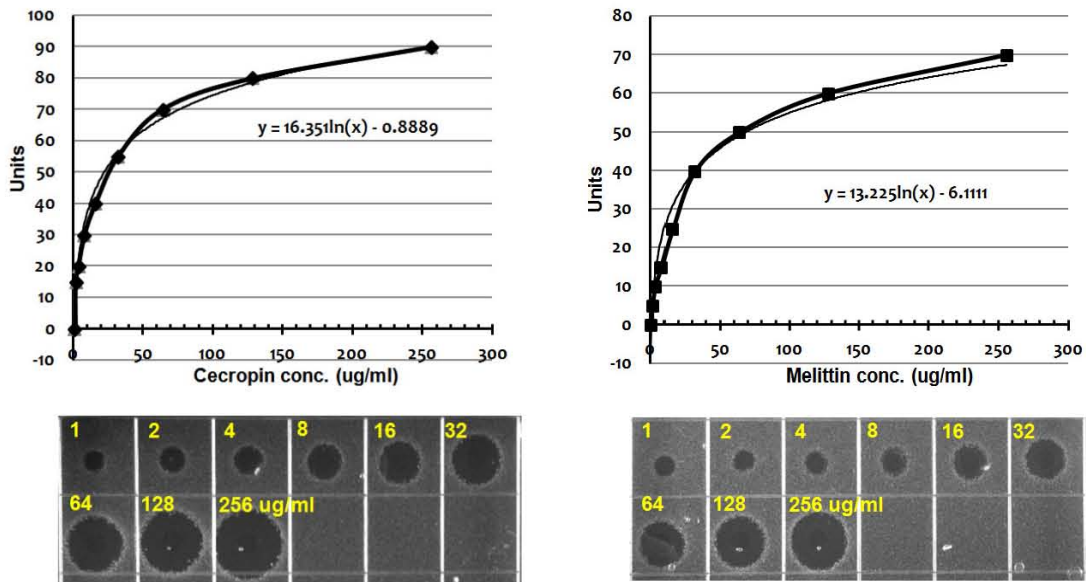 100
90
80
70
60
50
40
30
20
10
0
-10
Units
y = 16.351ln(x) - 0.8889
0 50 100 150 200 250 300
Cecropin conc. (ug/ml)
80
70
60
50
40
30
20
10
0
-10
Units
y = 13.225ln(x) - 6.1111
0 50 100 150 200 250 300
Melittin conc. (ug/ml)
1 2 4 8 16 32
64 128 256 ug/ml
1 2 4 8 16 32
64 128 256 ug/ml